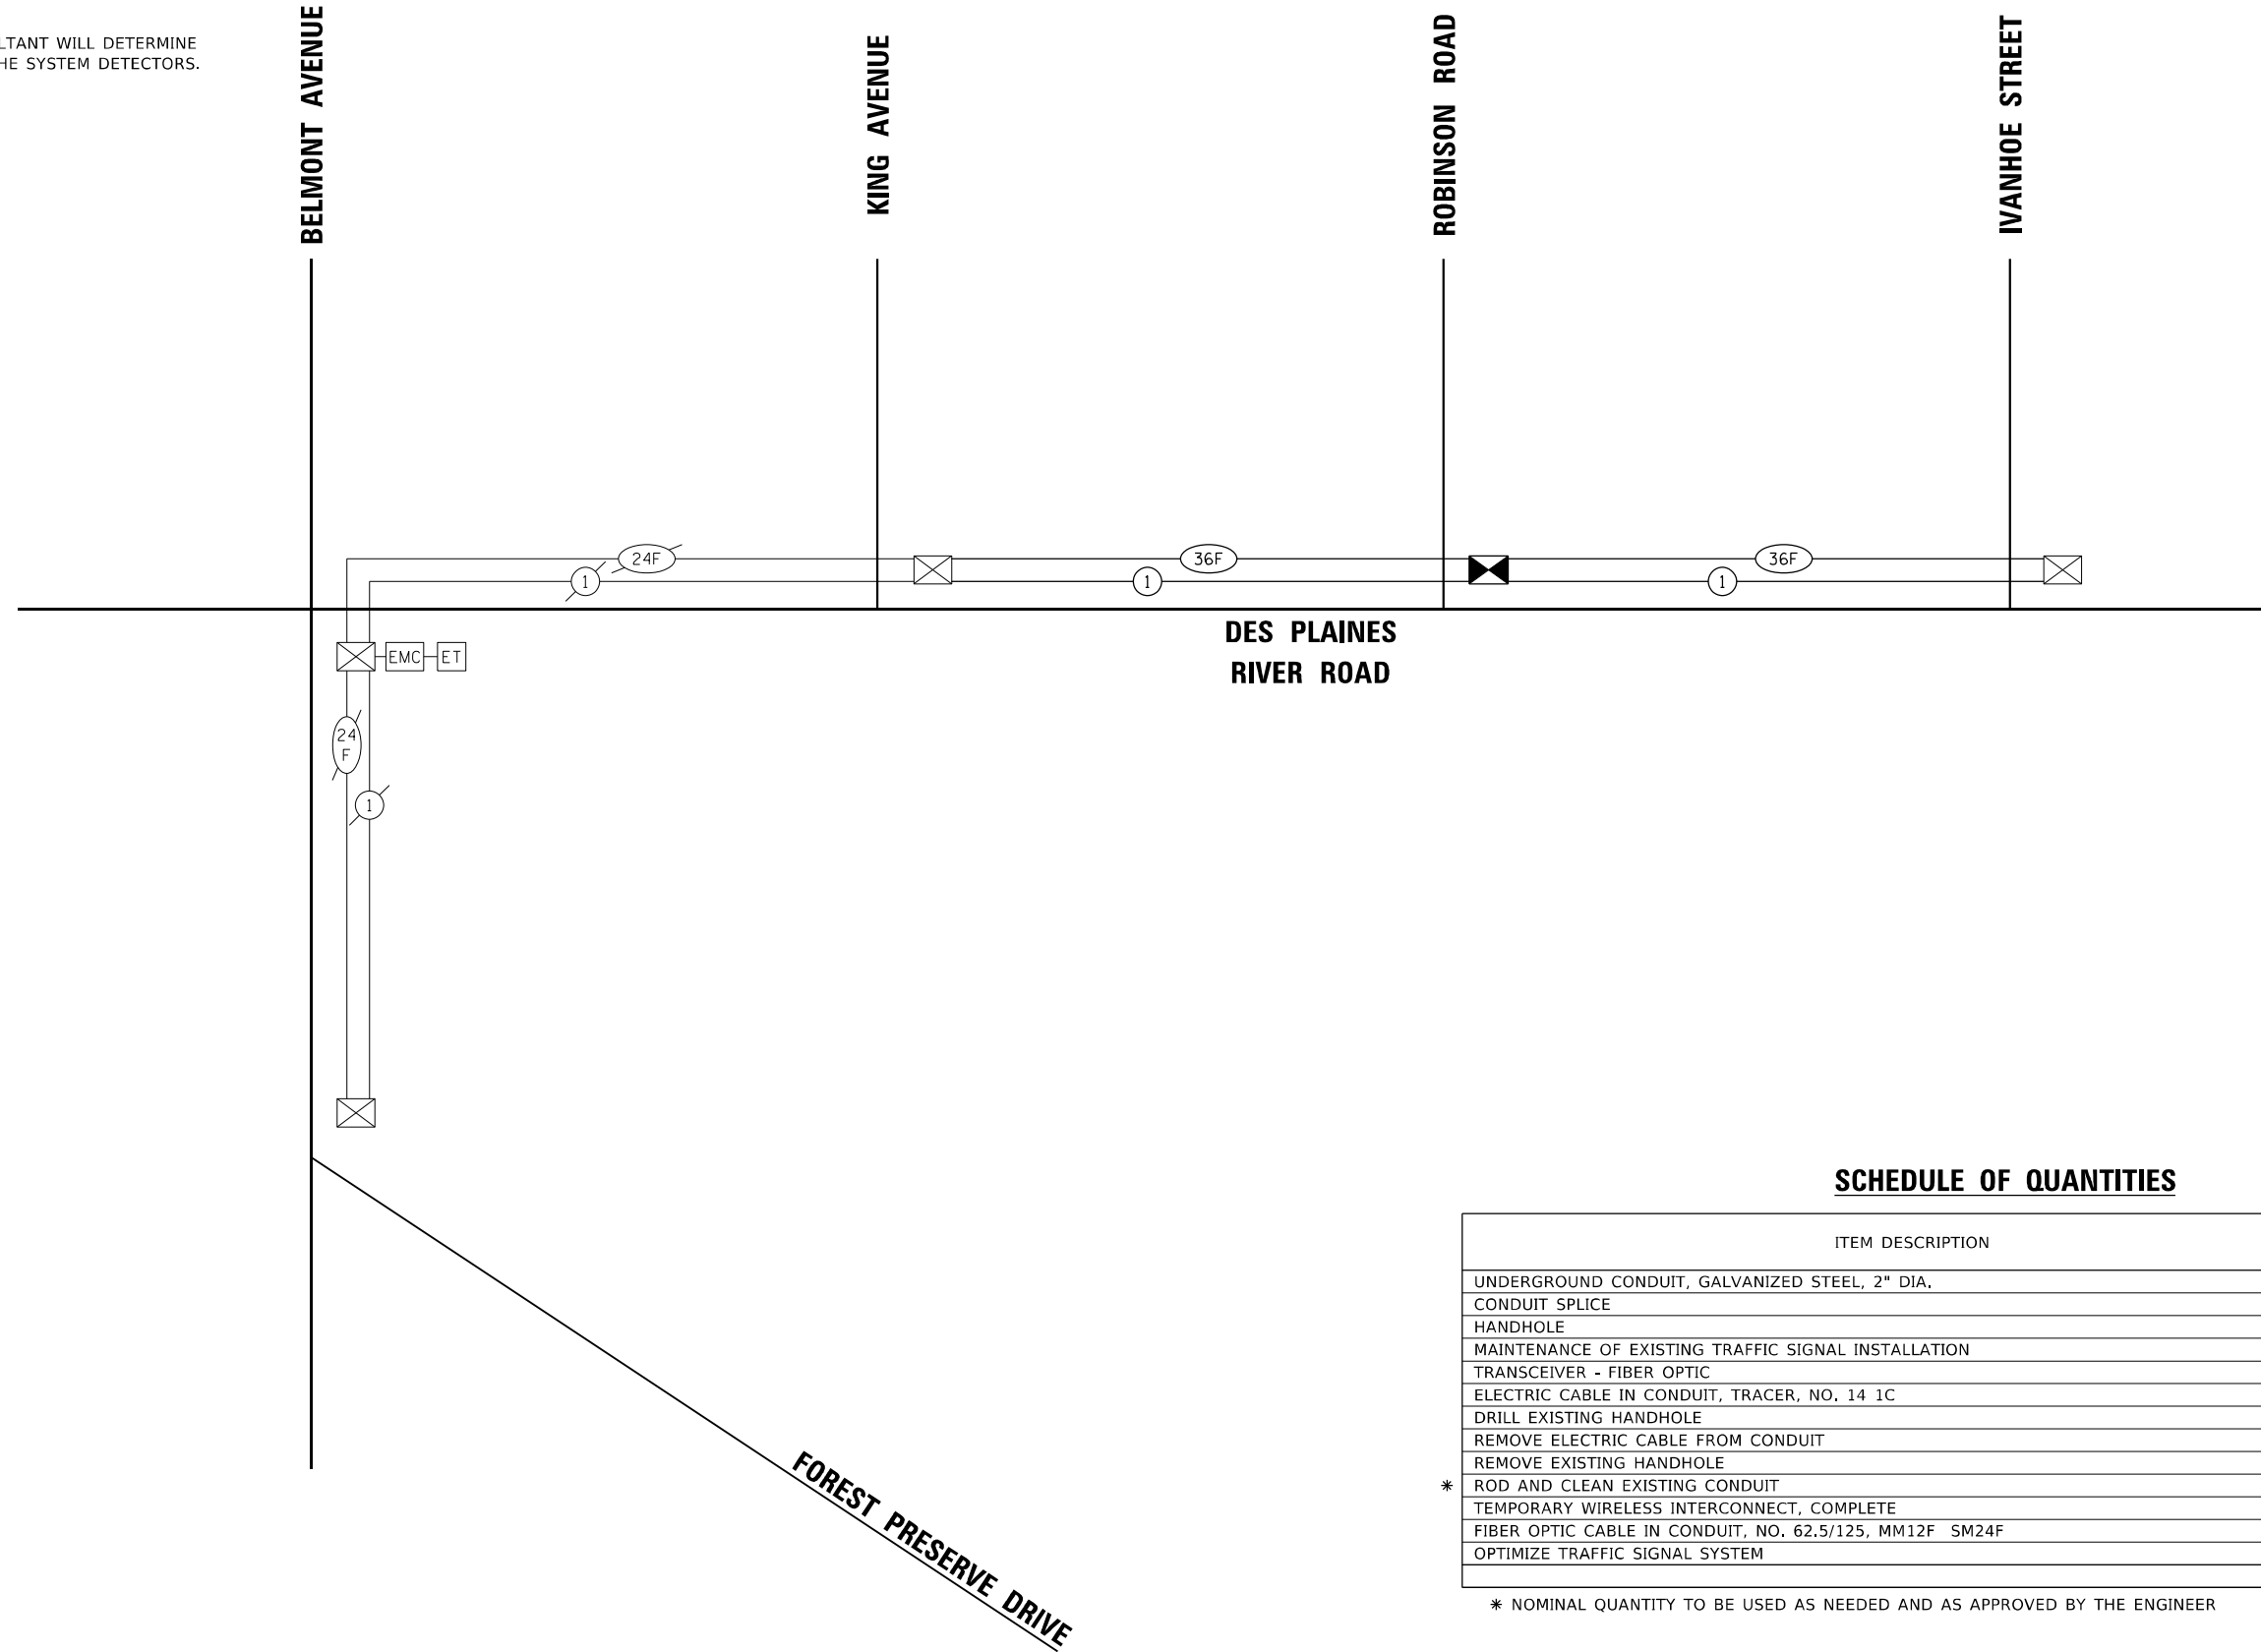 LTANT WILL DETERMINE
HE SYSTEM DETECTORS.
BELMONT AVENUE
KING AVENUE
ROBINSON ROAD
IVANHOE STREET
24F
36F
36F
1
1
1
DES PLAINES
RIVER ROAD
EMC
ET
24
F
1
FOREST PRESERVE DRIVE
SCHEDULE OF QUANTITIES
ITEM DESCRIPTION
UNDERGROUND CONDUIT, GALVANIZED STEEL, 2" DIA.
CONDUIT SPLICE
HANDHOLE
MAINTENANCE OF EXISTING TRAFFIC SIGNAL INSTALLATION
TRANSCEIVER - FIBER OPTIC
ELECTRIC CABLE IN CONDUIT, TRACER, NO. 14 1C
DRILL EXISTING HANDHOLE
REMOVE ELECTRIC CABLE FROM CONDUIT
REMOVE EXISTING HANDHOLE
* ROD AND CLEAN EXISTING CONDUIT
TEMPORARY WIRELESS INTERCONNECT, COMPLETE
FIBER OPTIC CABLE IN CONDUIT, NO. 62.5/125, MM12F SM24F
OPTIMIZE TRAFFIC SIGNAL SYSTEM
* NOMINAL QUANTITY TO BE USED AS NEEDED AND AS APPROVED BY THE ENGINEER